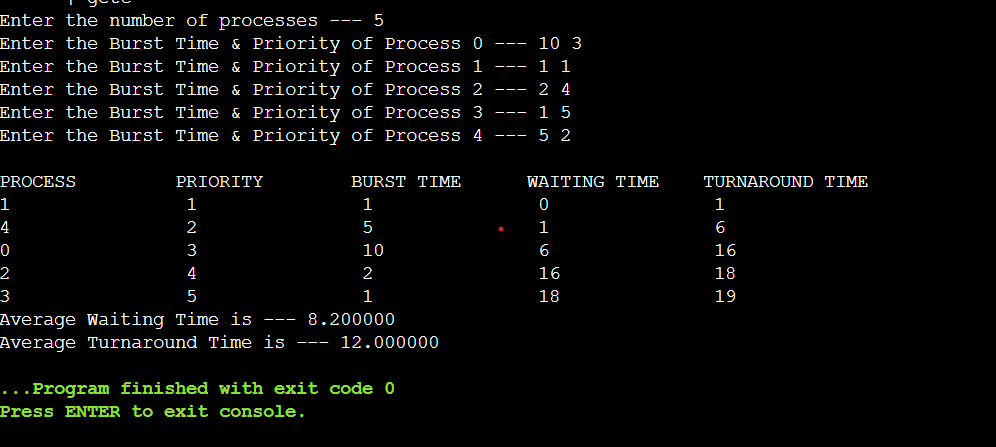 Enter the number of processes --- 5
Enter the Burst Time & Priority of Process 0 --- 10 3
Enter the Burst Time & Priority of Process 1 --- 1 1
Enter the Burst Time & Priority of Process 2 --- 2 4
Enter the Burst Time & Priority of Process 3 --- 1 5
Enter the Burst Time & Priority of Process 4 --- 5 2
PROCESS PRIORITY BURST TIME WAITING TIME TURNAROUND TIME
1 1 1 0 1
4 2 5 1 6
0 3 10 6 16
2 4 2 16 18
3 5 1 18 19
Average Waiting Time is --- 8.200000
Average Turnaround Time is --- 12.000000
...Program finished with exit code 0
Press ENTER to exit console.